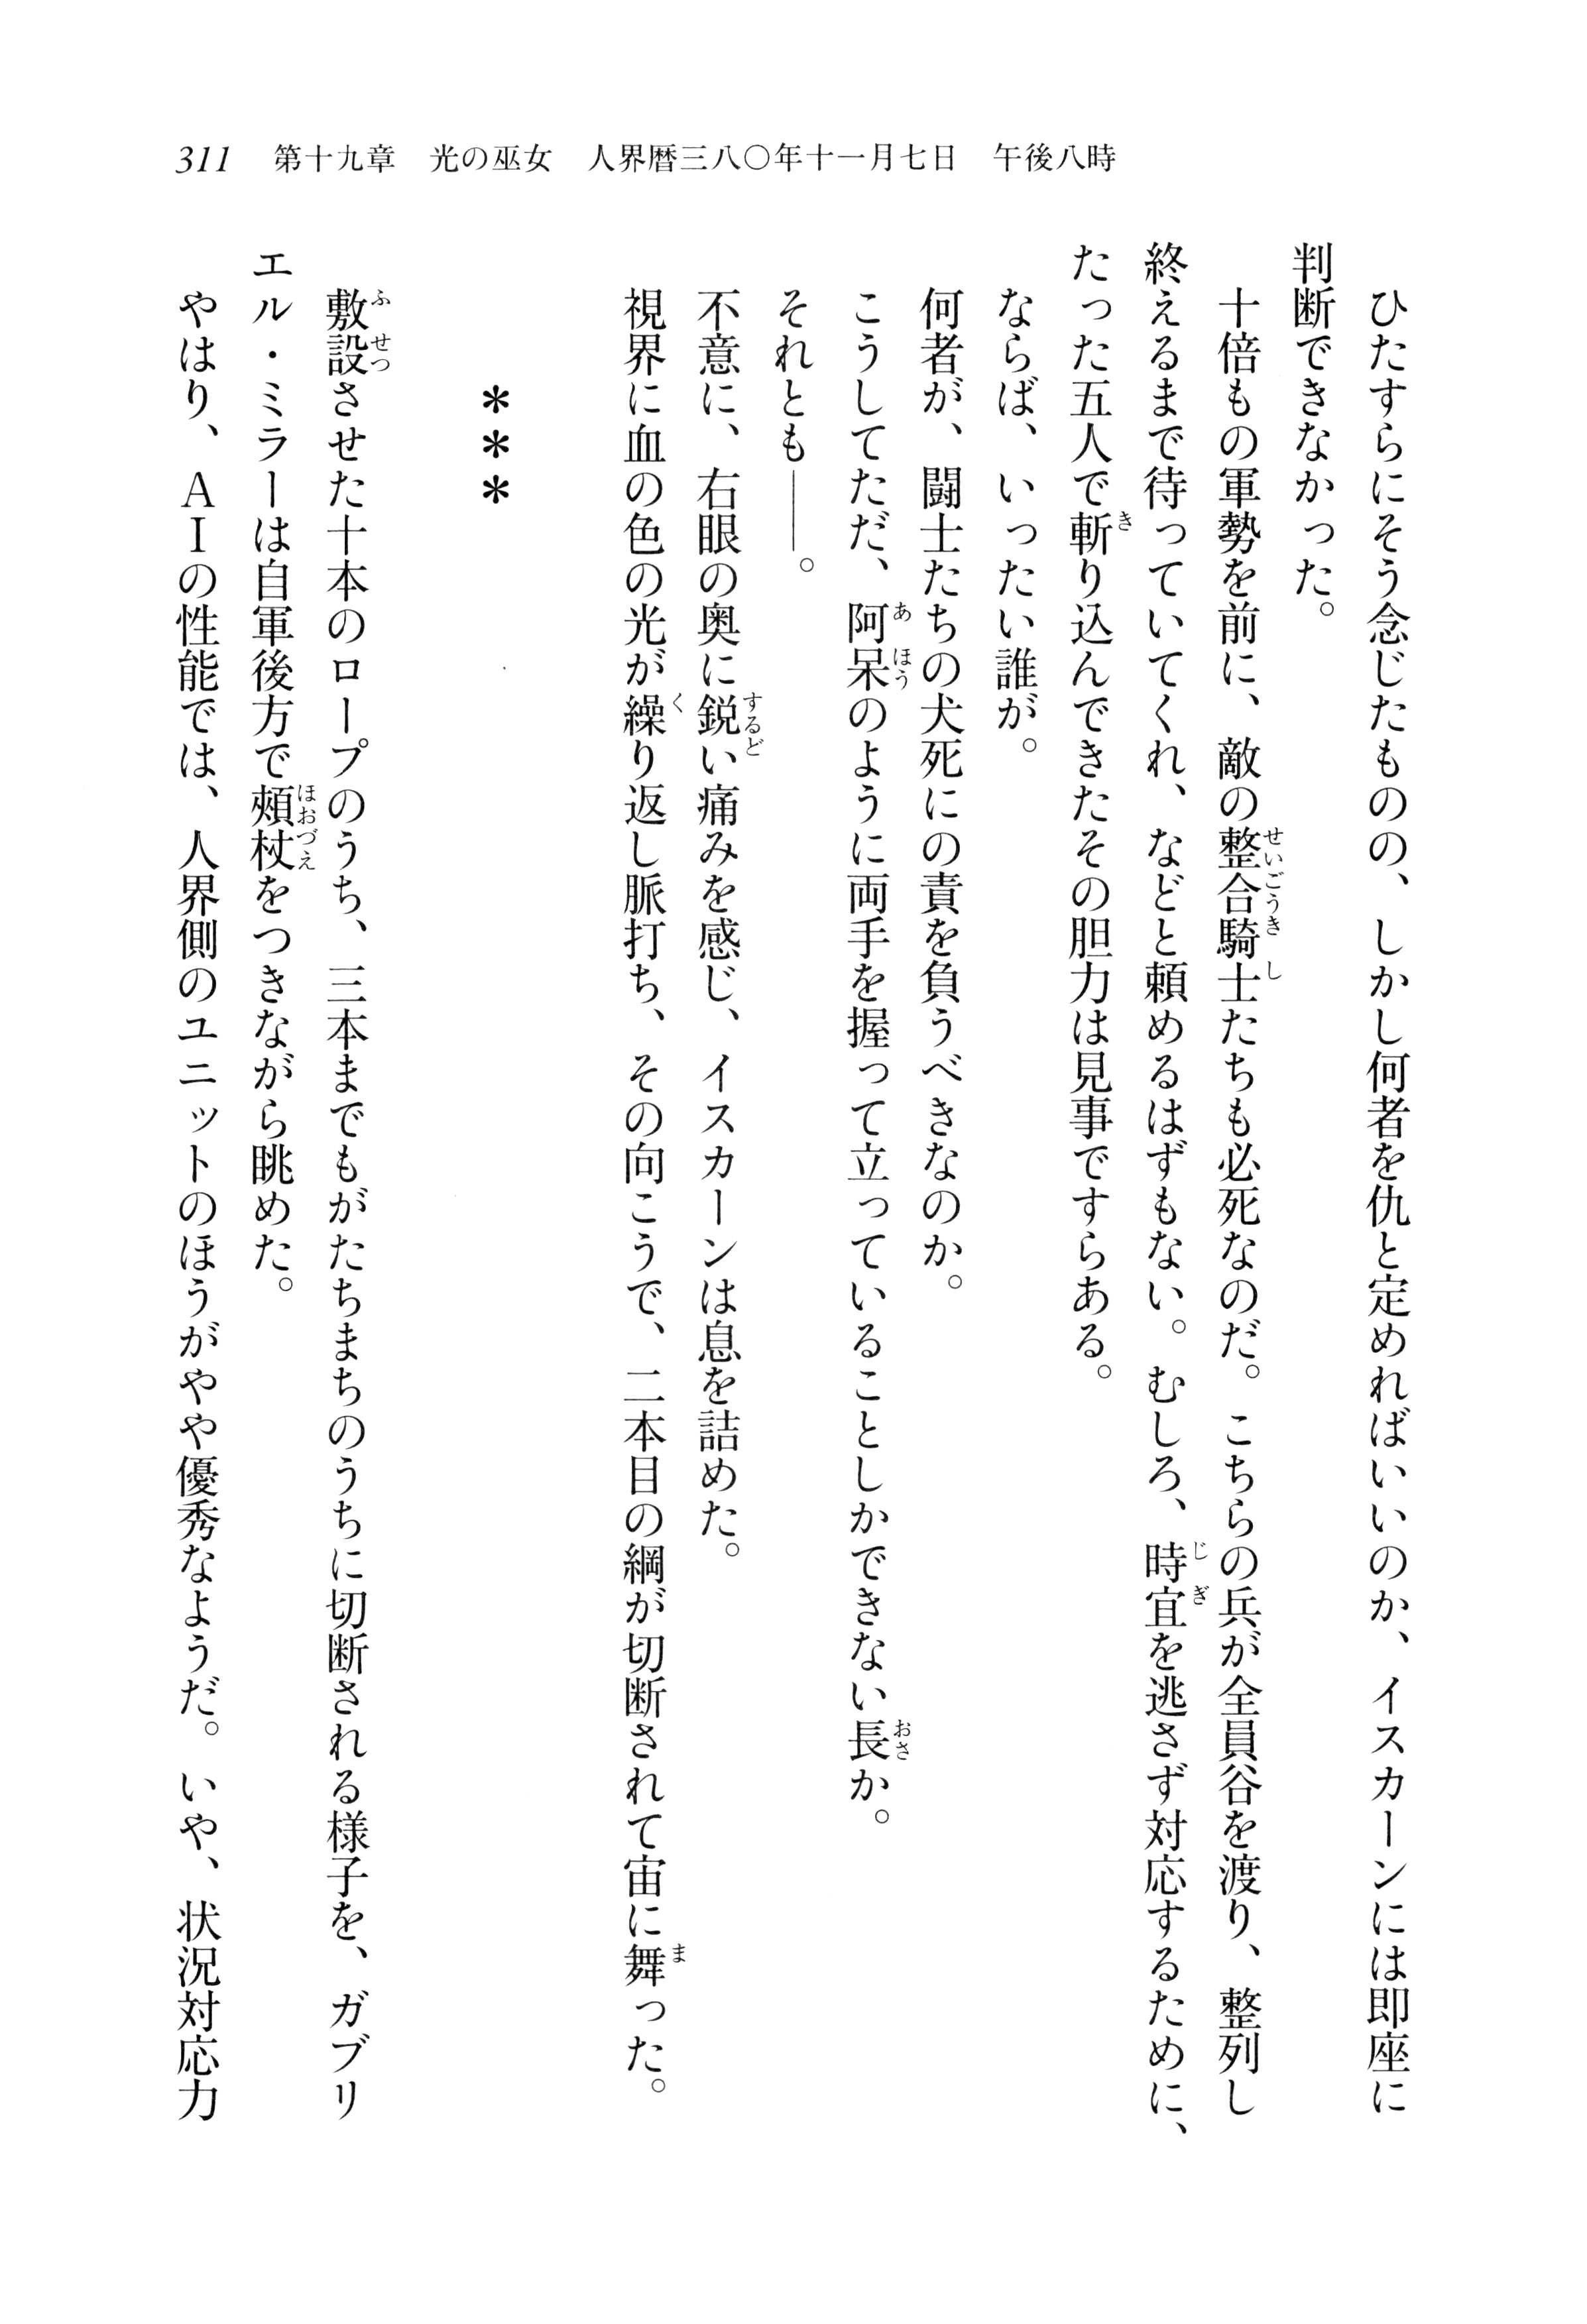 311　第十九章　光の巫女　人界暦三八〇年十一月七日　午後八時
　ひたすらにそう念じたものの、しかし何者を仇と定めればいいのか、イスカーンには即座に
判断できなかった。
　十倍もの軍勢を前に、敵の整合騎士たちも必死なのだ。こちらの兵が全員谷を渡り、整列し
終えるまで待っていてくれ、などと頼めるはずもない。むしろ、時宜を逃さず対応するために、
たった五人で斬り込んできたその胆力は見事ですらある。
　ならば、いったい誰が。
　何者が、闘士たちの犬死にの責を負うべきなのか。
　こうしてただ、阿呆のように両手を握って立っていることしかできない長か。
　それとも――。
　不意に、右眼の奥に鋭い痛みを感じ、イスカーンは息を詰めた。
　視界に血の色の光が繰り返し脈打ち、その向こうで、二本目の綱が切断されて宙に舞った。
＊＊＊
　敷設させた十本のロープのうち、三本までもがたちまちのうちに切断される様子を、ガブリ
エル・ミラーは自軍後方で頰杖をつきながら眺めた。
　やはり、ＡＩの性能では、人界側のユニットのほうがやや優秀なようだ。いや、状況対応力